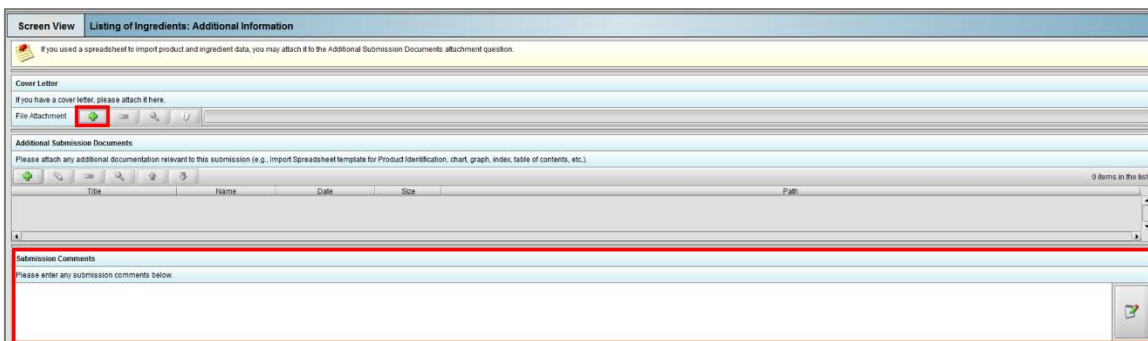 Screen View Listing of Ingredients: Additional Information
If you used a spreadsheet to import product and ingredient data, you may attach it to the Additional Submission Documents attachment question.
Cover Letter
If you have a cover letter, please attach it here.
File Attachment
Additional Submission Documents
Please attach any additional documentation relevant to this submission (e.g., Import Spreadsheet template for Product Identification, chart, graph, index, table of contents, etc.).
0 items in the list
Title Name Date Size Path
Submission Comments
Please enter any submission comments below.